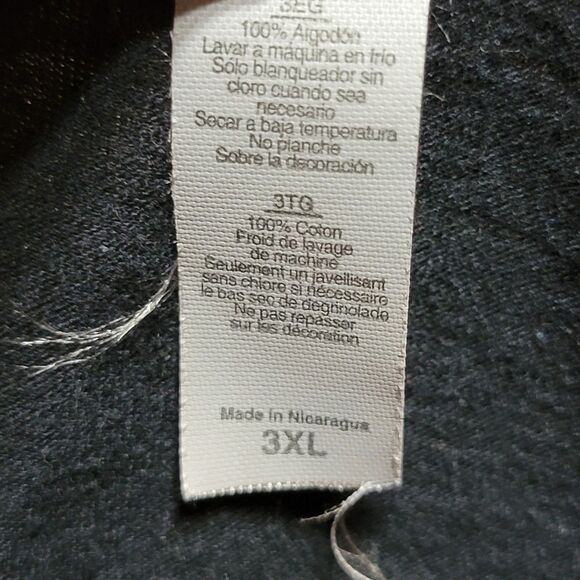 3EG
100% Algodón
Lavar a máquina en frío
Sólo blanqueador sin
cloro cuando sea
necesario
Secar a baja temperatura
No planche
Sobre la decoración
3TG
100% Coton
Froid de lavage
de machine
Seulement un javellisant
sans chlore si nécessaire
le bas sec de degringolade
Ne pas repasser
sur les décoration
Made in Nicaragua
3XL